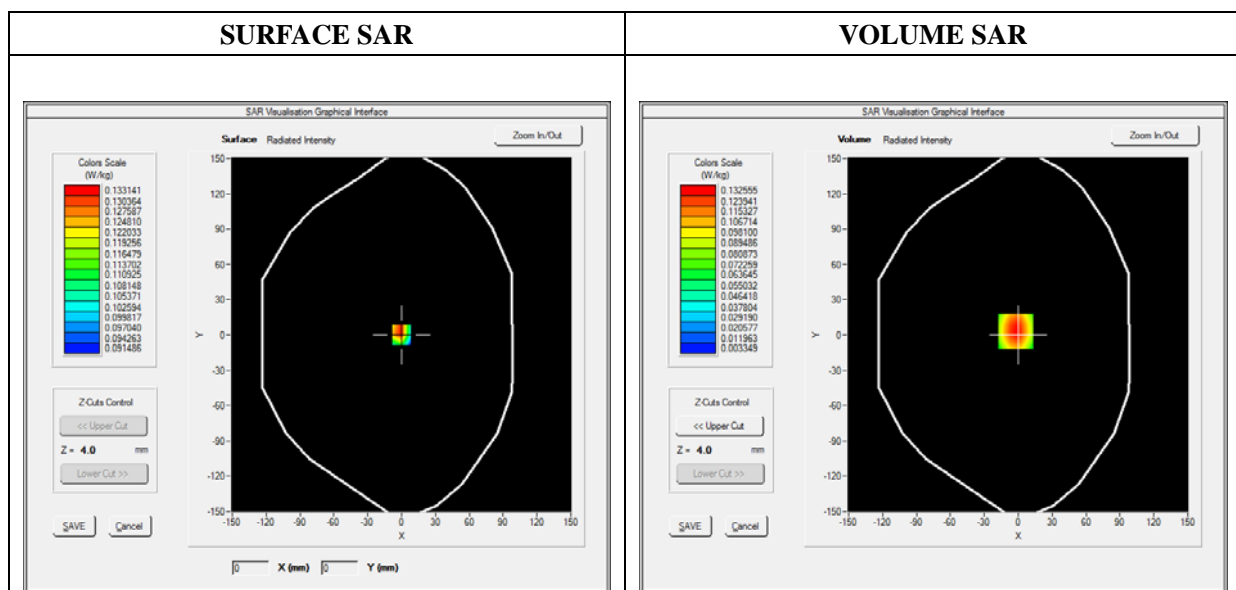 SURFACE SAR
VOLUME SAR
SAR Visualisation Graphical Interface
Surface Radiated Intensity
Zoom In/Out
Colors Scale
(W/kg)
0.133141
0.130364
0.127587
0.124810
0.122033
0.119256
0.116479
0.113702
0.110925
0.108148
0.105371
0.102594
0.099817
0.097040
0.094263
0.091486
Z-Cuts Control
<< Upper Cut
Z = 4.0 mm
Lower Cut >>
SAVE Cancel
150
120
90
60
30
0
-30
-60
-90
-120
-150
Y
-150 -120 -90 -60 -30 0 30 60 90 120 150
X
0 X (mm) 0 Y (mm)
SAR Visualisation Graphical Interface
Volume Radiated Intensity
Zoom In/Out
Colors Scale
(W/kg)
0.132555
0.123941
0.115327
0.106714
0.098100
0.089486
0.080873
0.072259
0.063645
0.055032
0.046418
0.037804
0.029190
0.020577
0.011963
0.003349
Z-Cuts Control
<< Upper Cut
Z = 4.0 mm
Lower Cut >>
SAVE Cancel
150
120
90
60
30
0
-30
-60
-90
-120
-150
Y
-150 -120 -90 -60 -30 0 30 60 90 120 150
X